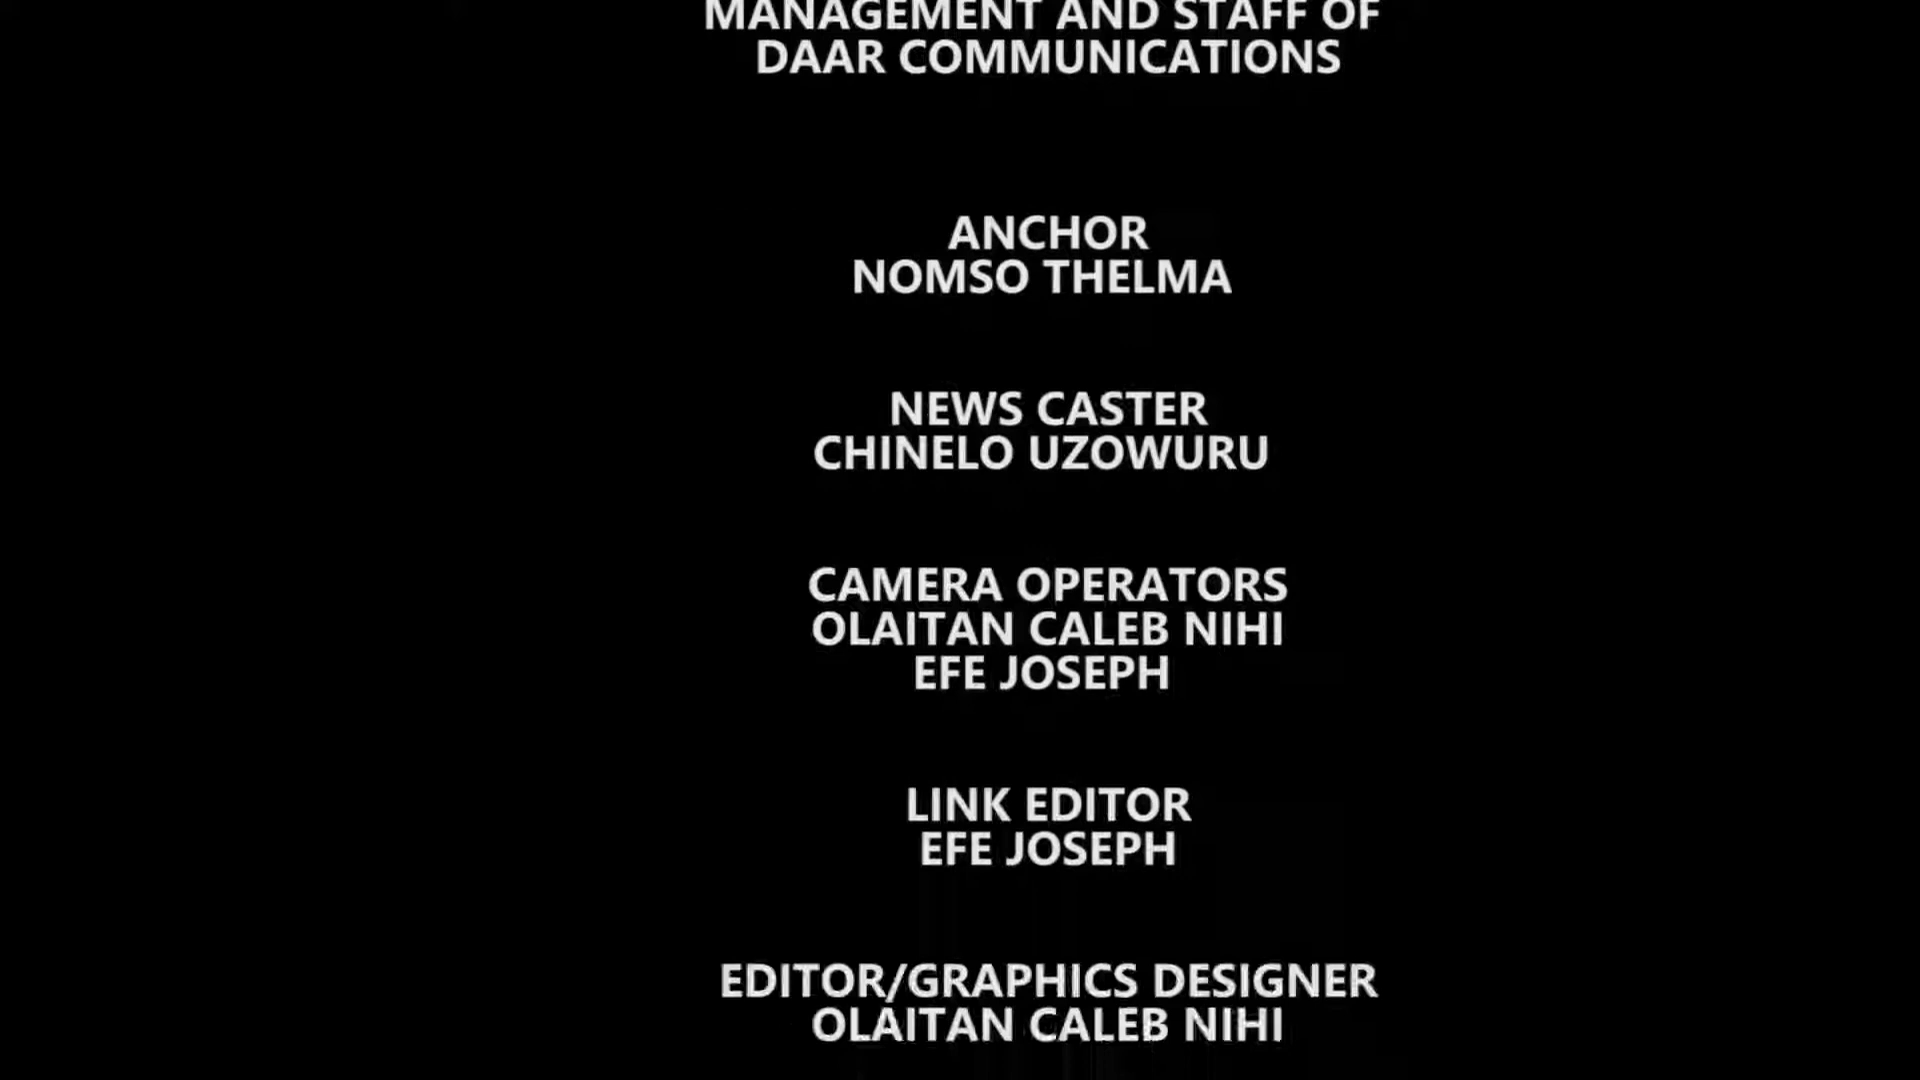 MANAGEMENT AND STAFF OF
DAAR COMMUNICATIONS
ANCHOR
NOMSO THELMA
NEWS CASTER
CHINELO UZOWURU
CAMERA OPERATORS
OLAITAN CALEB NIHI
EFE JOSEPH
LINK EDITOR
EFE JOSEPH
EDITOR/GRAPHICS DESIGNER
OLAITAN CALEB NIHI